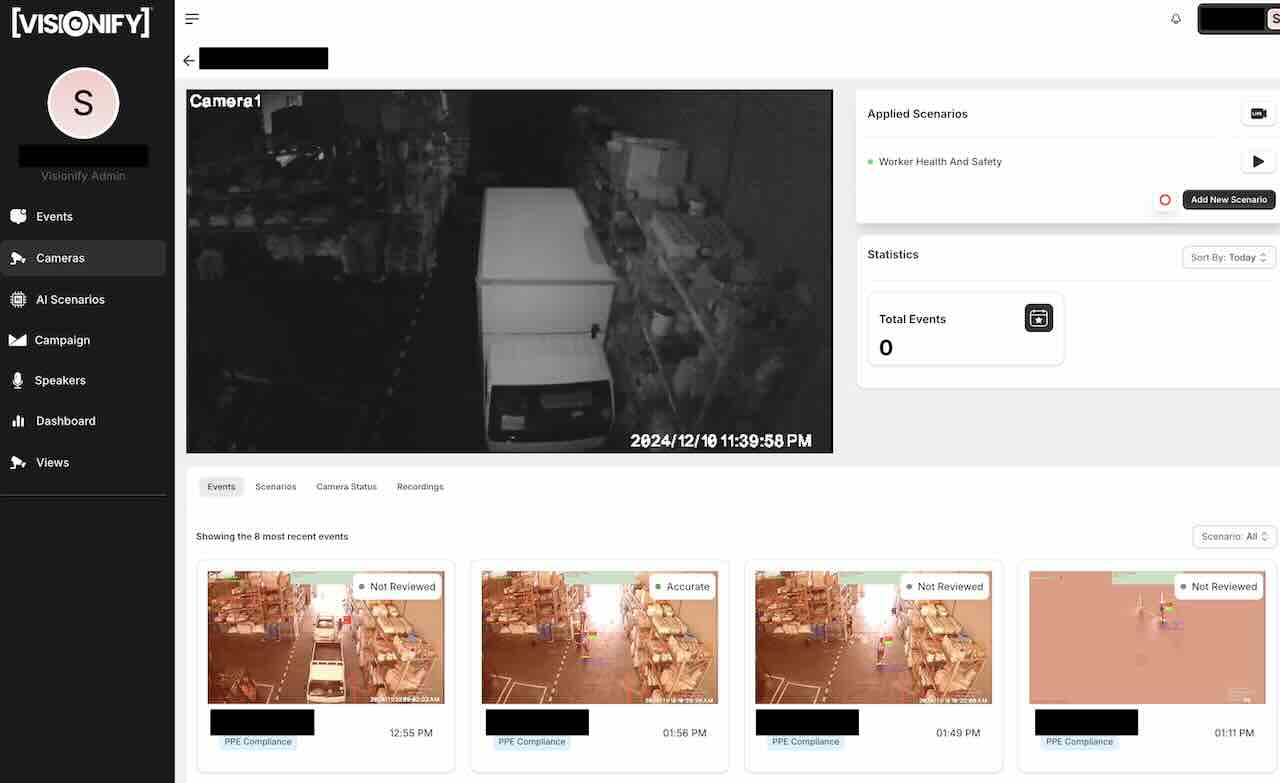 [VISIONIFY]
S
S
Visionify Admin
Events
Cameras
AI Scenarios
Campaign
Speakers
Dashboard
Views
Camera1
2024/12/10 11:39:58 PM
Applied Scenarios
LIVE
Worker Health And Safety
Add New Scenario
Statistics
Sort By: Today
Total Events
0
Events
Scenarios
Camera Status
Recordings
Showing the 8 most recent events
Scenario: All
Not Reviewed
Accurate
Not Reviewed
Not Reviewed
12:55 PM
01:56 PM
01:49 PM
01:11 PM
PPE Compliance
PPE Compliance
PPE Compliance
PPE Compliance